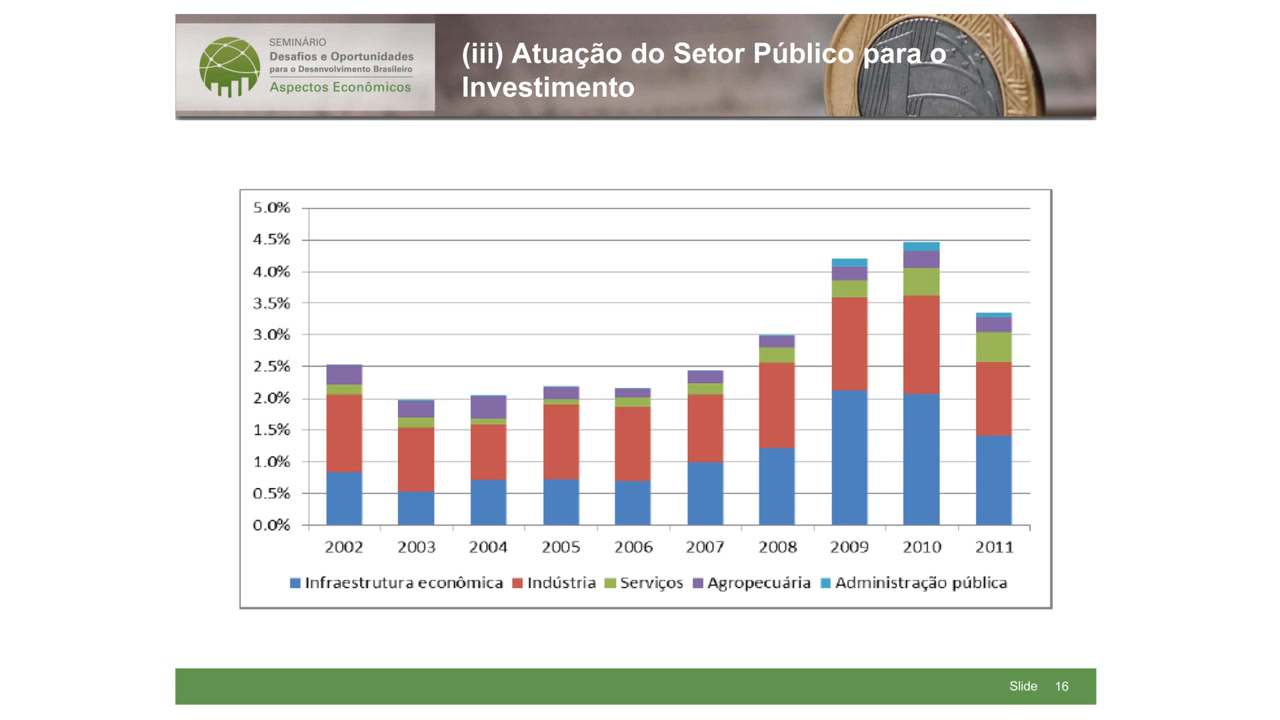 SEMINÁRIO
Desafios e Oportunidades
para o Desenvolvimento Brasileiro
Aspectos Econômicos
(iii) Atuação do Setor Público para o
Investimento
5.0%
4.5%
4.0%
3.5%
3.0%
2.5%
2.0%
1.5%
1.0%
0.5%
0.0%
2002 2003 2004 2005 2006 2007 2008 2009 2010 2011
Infraestrutura econômica Indústria Serviços Agropecuária Administração pública
Slide 16